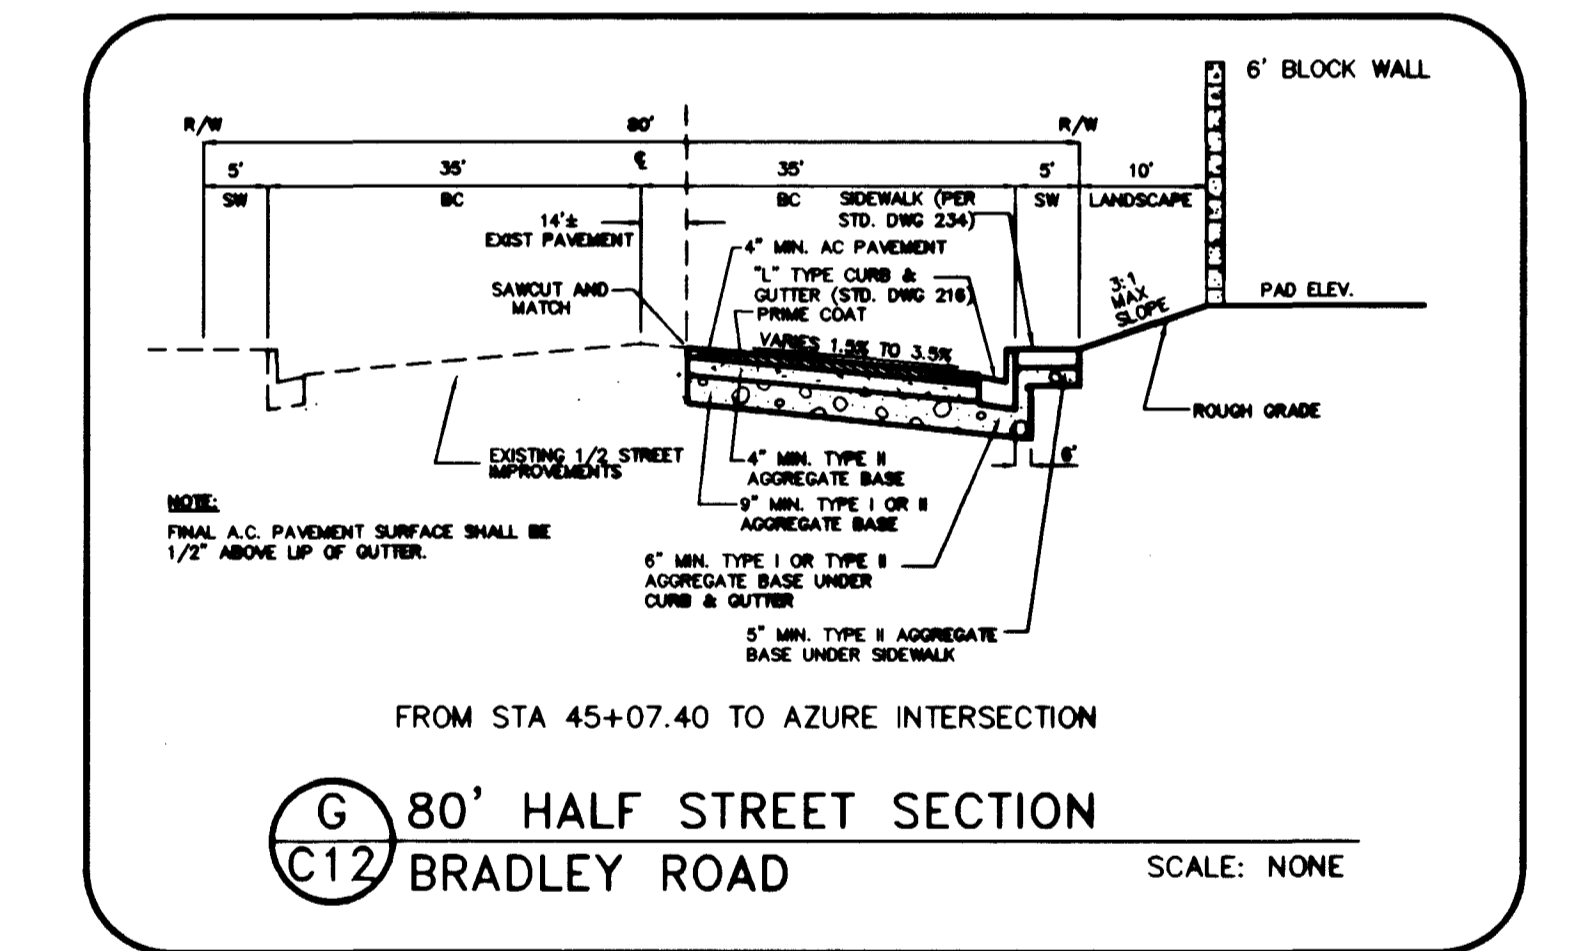 6' BLOCK WALL
R/W
80'
R/W
5'
35'
℄
35'
5'
10'
SW
BC
BC
SIDEWALK (PER
STD. DWG 234)
SW
LANDSCAPE
14'±
EXIST PAVEMENT
4" MIN. AC PAVEMENT
"L" TYPE CURB &
GUTTER (STD. DWG 216)
SAWCUT AND
MATCH
PRIME COAT
VARIES 1.5% TO 3.5%
3:1
MAX
SLOPE
PAD ELEV.
ROUGH GRADE
EXISTING 1/2 STREET
IMPROVEMENTS
4" MIN. TYPE II
AGGREGATE BASE
6'
9" MIN. TYPE I OR II
AGGREGATE BASE
NOTE:
FINAL A.C. PAVEMENT SURFACE SHALL BE
1/2" ABOVE LIP OF GUTTER.
6" MIN. TYPE I OR TYPE II
AGGREGATE BASE UNDER
CURB & GUTTER
5" MIN. TYPE II AGGREGATE
BASE UNDER SIDEWALK
FROM STA 45+07.40 TO AZURE INTERSECTION
G
80' HALF STREET SECTION
C12
BRADLEY ROAD
SCALE: NONE